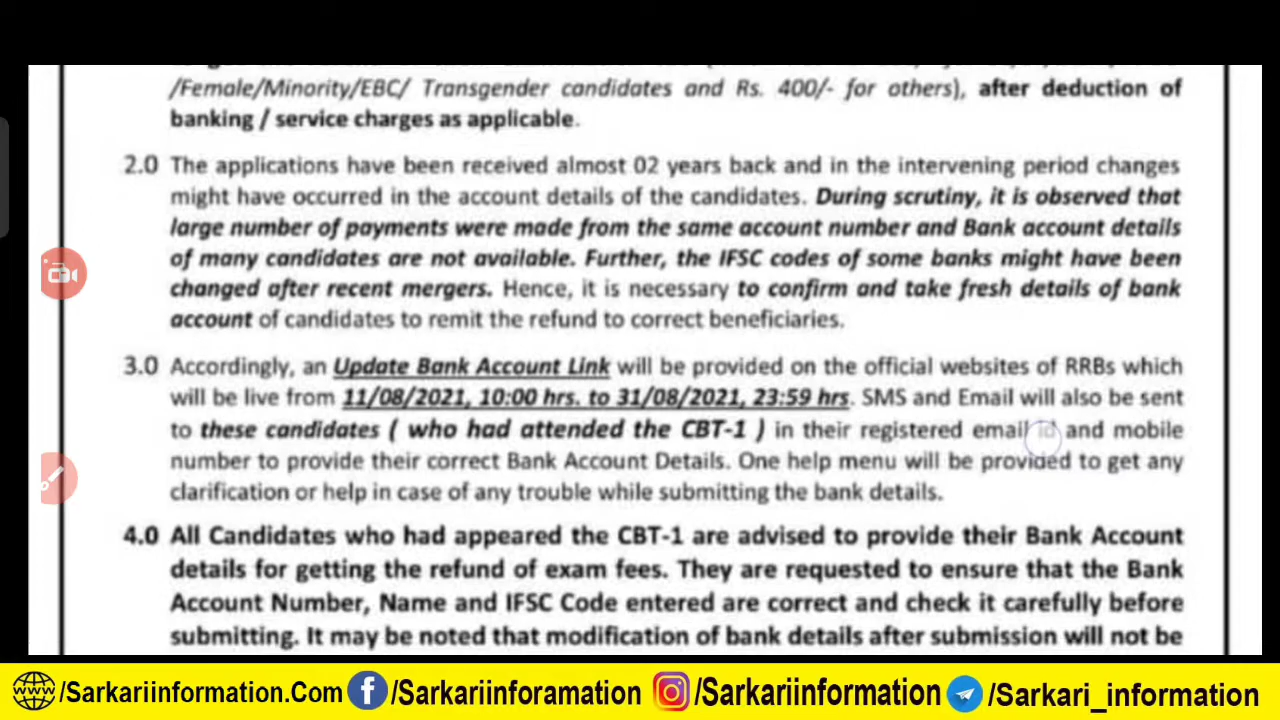 /Female/Minority/EBC/ Transgender candidates and Rs. 400/- for others), after deduction of
banking / service charges as applicable.
2.0 The applications have been received almost 02 years back and in the intervening period changes
might have occurred in the account details of the candidates. During scrutiny, it is observed that
large number of payments were made from the same account number and Bank account details
of many candidates are not available. Further, the IFSC codes of some banks might have been
changed after recent mergers. Hence, it is necessary to confirm and take fresh details of bank
account of candidates to remit the refund to correct beneficiaries.
3.0 Accordingly, an Update Bank Account Link will be provided on the official websites of RRBs which
will be live from 11/08/2021, 10:00 hrs. to 31/08/2021, 23:59 hrs. SMS and Email will also be sent
to these candidates ( who had attended the CBT-1 ) in their registered email id and mobile
number to provide their correct Bank Account Details. One help menu will be provided to get any
clarification or help in case of any trouble while submitting the bank details.
4.0 All Candidates who had appeared the CBT-1 are advised to provide their Bank Account
details for getting the refund of exam fees. They are requested to ensure that the Bank
Account Number, Name and IFSC Code entered are correct and check it carefully before
submitting. It may be noted that modification of bank details after submission will not be
www /SarkariinformationCom /Sarkariinforamation /Sarkariinformation /Sarkari_information